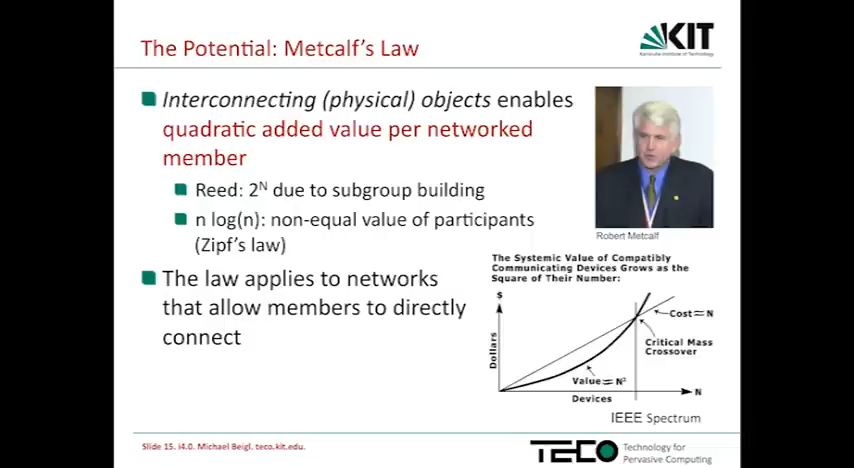 The Potential: Metcalf's Law
KIT
Karlsruhe Institute of Technology
Interconnecting (physical) objects enables
quadratic added value per networked
member
Reed: 2^N due to subgroup building
n log(n): non-equal value of participants
(Zipf's law)
The law applies to networks
that allow members to directly
connect
Robert Metcalf
The Systemic Value of Compatibly
Communicating Devices Grows as the
Square of Their Number:
$
Dollars
Cost = N
Critical Mass
Crossover
Value = N²
N
Devices
IEEE Spectrum
Slide 15. i4.0. Michael Beigl. teco.kit.edu.
TECO
Technology for
Pervasive Computing